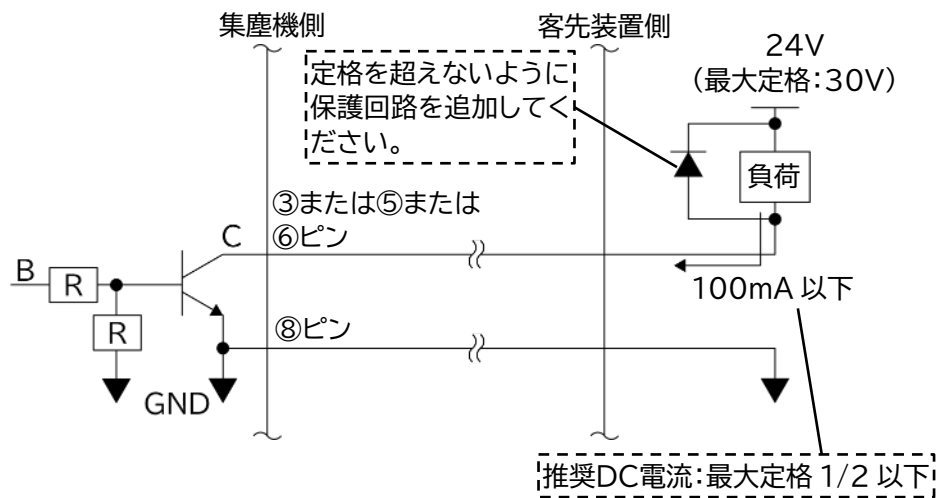 集塵機側
客先装置側
24V
（最大定格：30V）
定格を超えないように
保護回路を追加してく
ださい。
負荷
③または⑤または
⑥ピン
C
B
R
R
100mA 以下
⑧ピン
GND
推奨DC電流：最大定格 1/2 以下